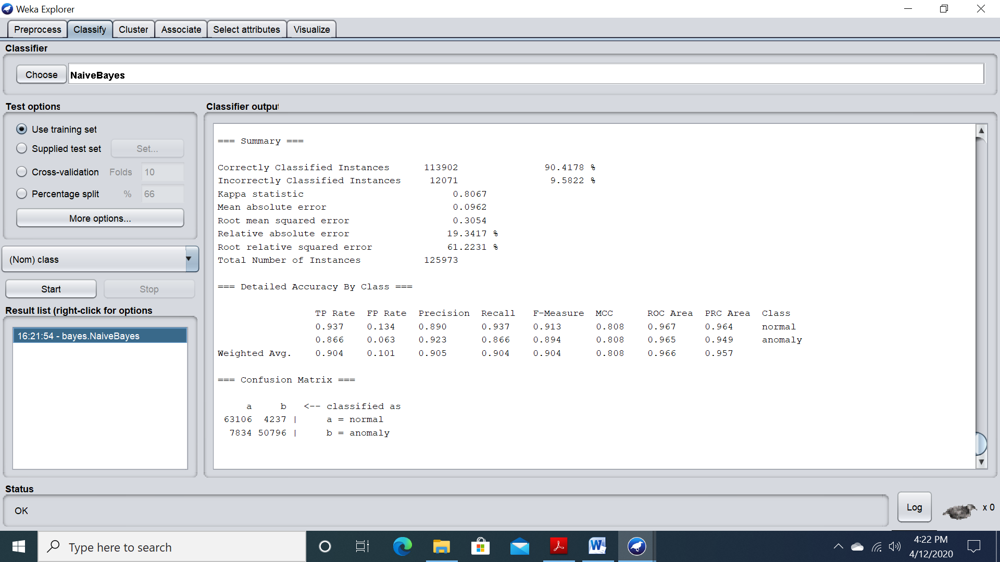 Weka Explorer
Preprocess Classify Cluster Associate Select attributes Visualize
Classifier
Choose NaiveBayes
Test options
Use training set
Supplied test set Set...
Cross-validation Folds 10
Percentage split % 66
More options...
(Nom) class
Start Stop
Result list (right-click for options
16:21:54 - bayes.NaiveBayes
Classifier output
=== Summary ===
Correctly Classified Instances 113902 90.4178 %
Incorrectly Classified Instances 12071 9.5822 %
Kappa statistic 0.8067
Mean absolute error 0.0962
Root mean squared error 0.3054
Relative absolute error 19.3417 %
Root relative squared error 61.2231 %
Total Number of Instances 125973
=== Detailed Accuracy By Class ===
TP Rate FP Rate Precision Recall F-Measure MCC ROC Area PRC Area Class
0.937 0.134 0.890 0.937 0.913 0.808 0.967 0.964 normal
0.866 0.063 0.923 0.866 0.894 0.808 0.965 0.949 anomaly
Weighted Avg. 0.904 0.101 0.905 0.904 0.904 0.808 0.966 0.957
=== Confusion Matrix ===
a b <-- classified as
63106 4237 | a = normal
7834 50796 | b = anomaly
Status
OK
Log x 0
Type here to search
4:22 PM
4/12/2020